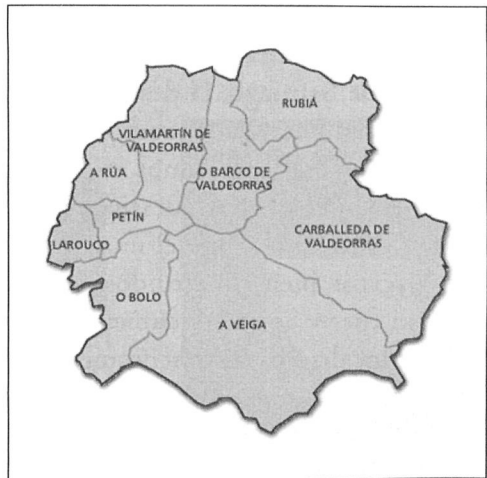 RUBIÁ
VILAMARTÍN DE
VALDEORRAS
A RÚA
O BARCO DE
VALDEORRAS
PETÍN
LAROUCO
CARBALLEDA DE
VALDEORRAS
O BOLO
A VEIGA